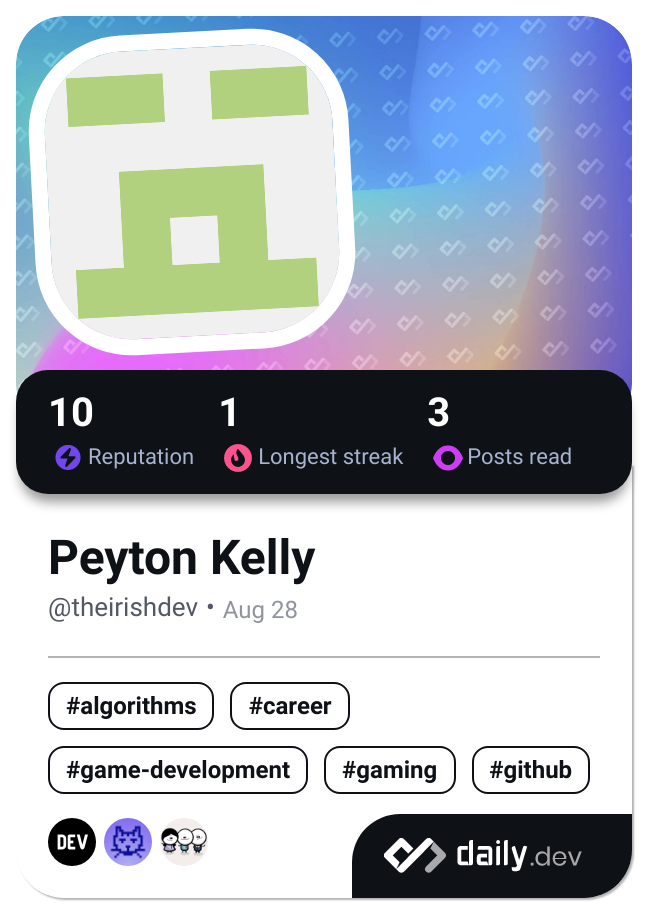 10 1 3
Reputation Longest streak Posts read
Peyton Kelly
@theirishdev • Aug 28
#algorithms #career
#game-development #gaming #github
DEV
daily.dev